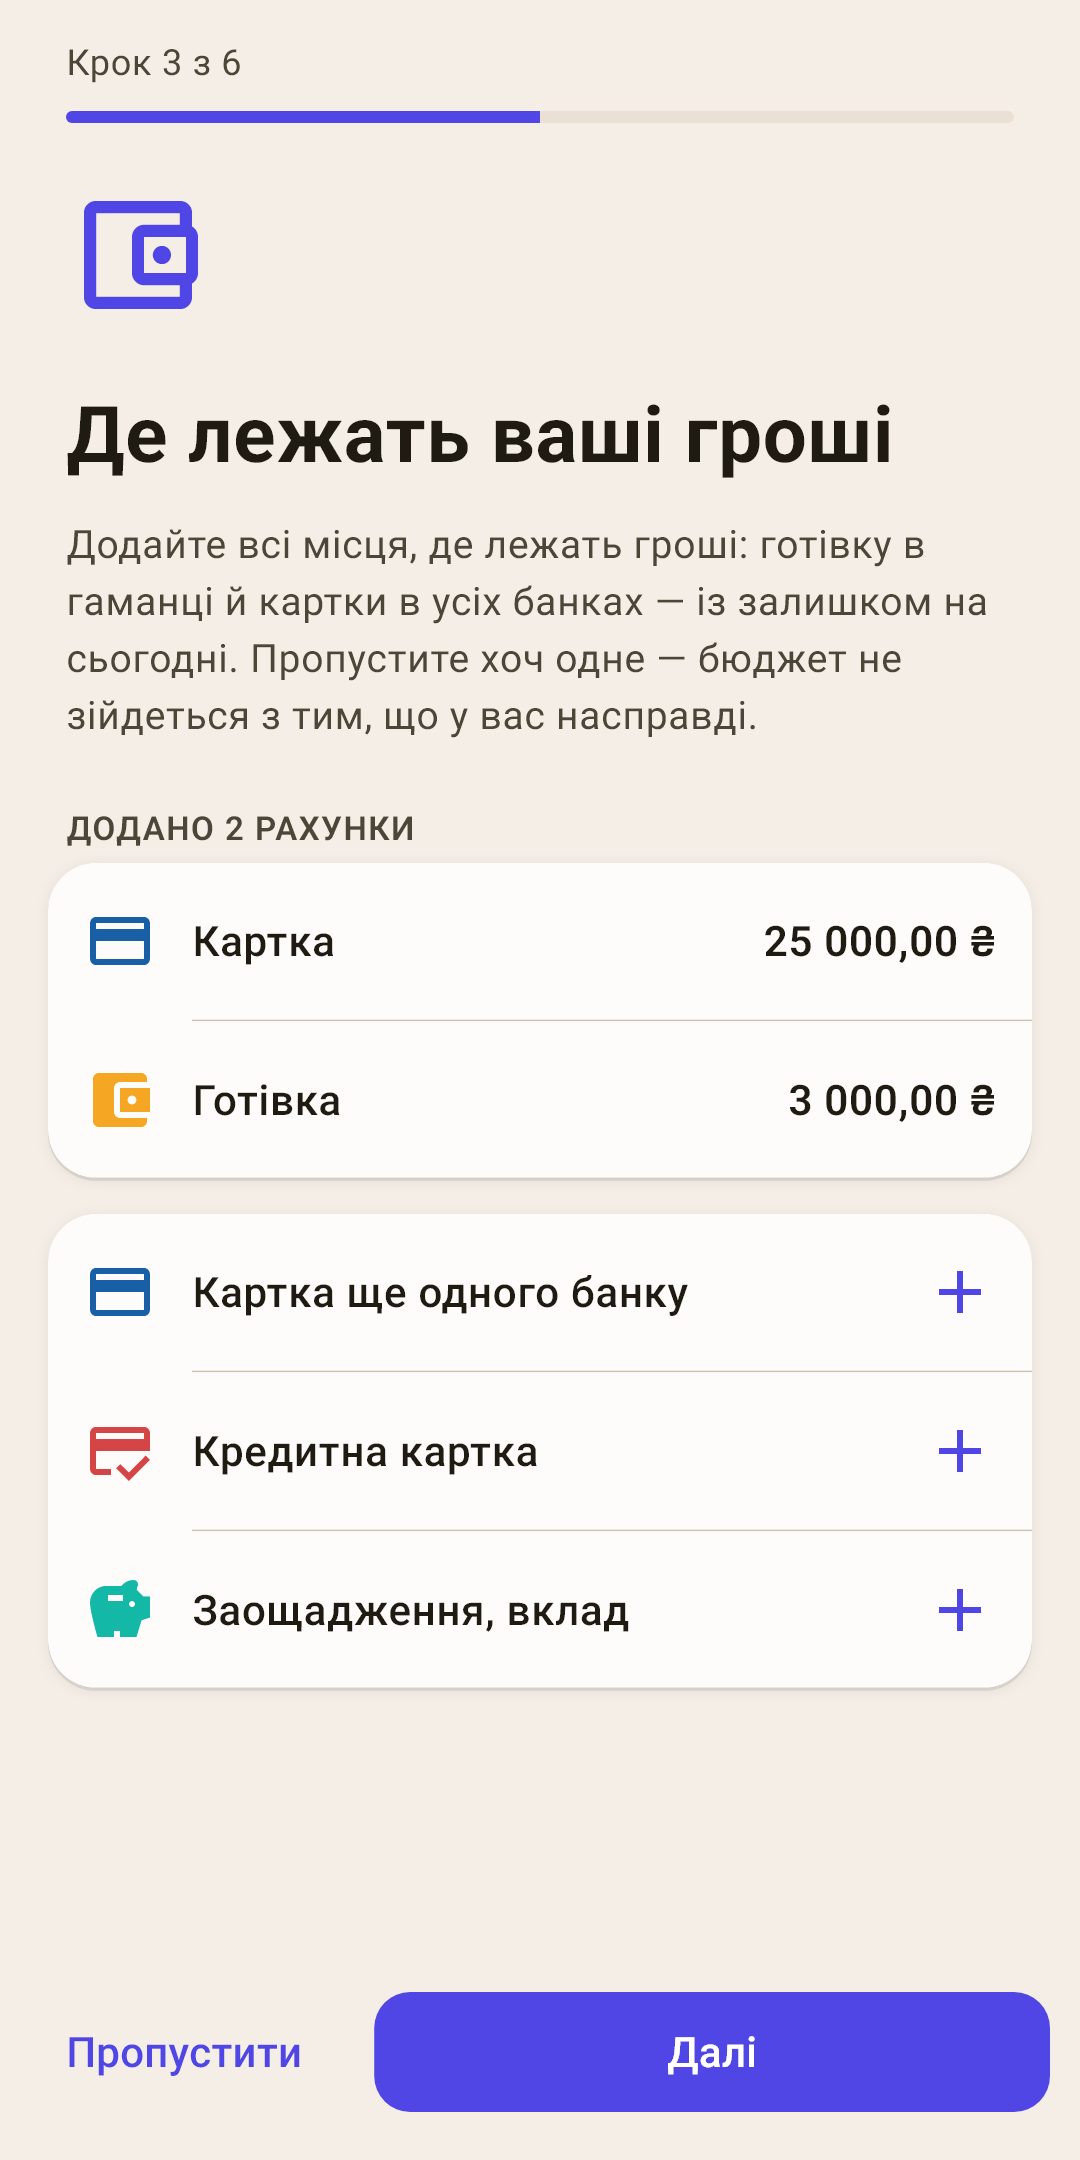 Крок 3 з 6
Де лежать ваші гроші
Додайте всі місця, де лежать гроші: готівку в
гаманці й картки в усіх банках — із залишком на
сьогодні. Пропустите хоч одне — бюджет не
зійдеться з тим, що у вас насправді.
ДОДАНО 2 РАХУНКИ
Картка 25 000,00 ₴
Готівка 3 000,00 ₴
Картка ще одного банку
Кредитна картка
Заощадження, вклад
Пропустити Далі